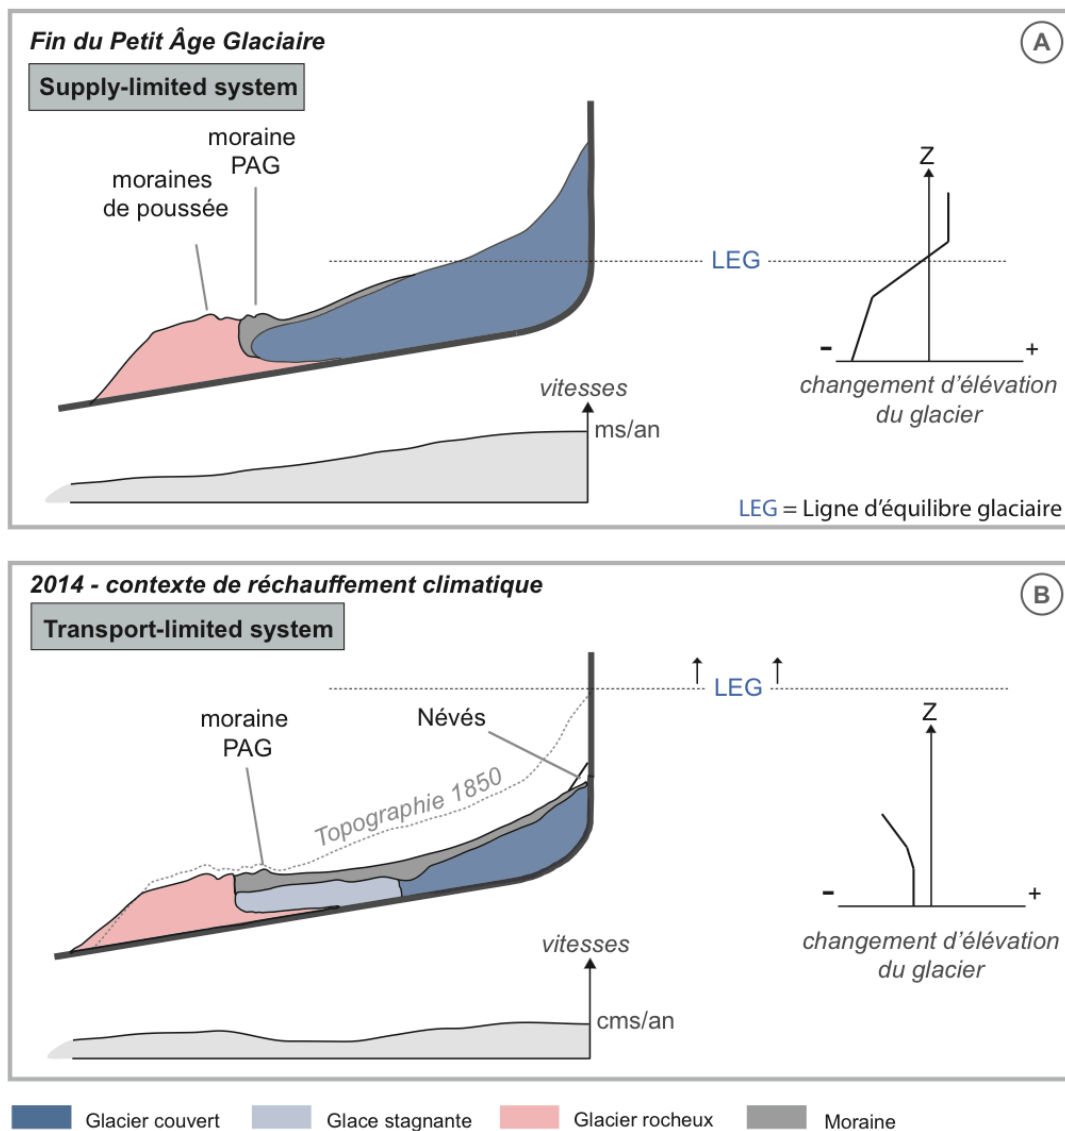 Fin du Petit Âge Glaiciaire
A
Supply-limited system
moraine
PAG
moraines
de poussée
Z
LEG
-
+
vitesses
ms/an
changement d'élévation
du glacier
LEG = Ligne d'équilibre glaciaire
2014 - contexte de réchauffement climatique
B
Transport-limited system
LEG
moraine
PAG
Névés
Z
Topographie 1850
-
+
vitesses
cms/an
changement d'élévation
du glacier
Glacier couvert
Glace stagnante
Glacier rocheux
Moraine